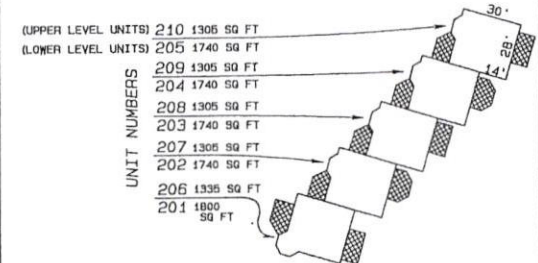 (UPPER LEVEL UNITS) 210 1305 SQ FT
(LOWER LEVEL UNITS) 205 1740 SQ FT
209 1305 SQ FT
204 1740 SQ FT
208 1305 SQ FT
203 1740 SQ FT
207 1305 SQ FT
202 1740 SQ FT
206 1335 SQ FT
201 1800
SQ FT
UNIT NUMBERS
30'
28'
14'